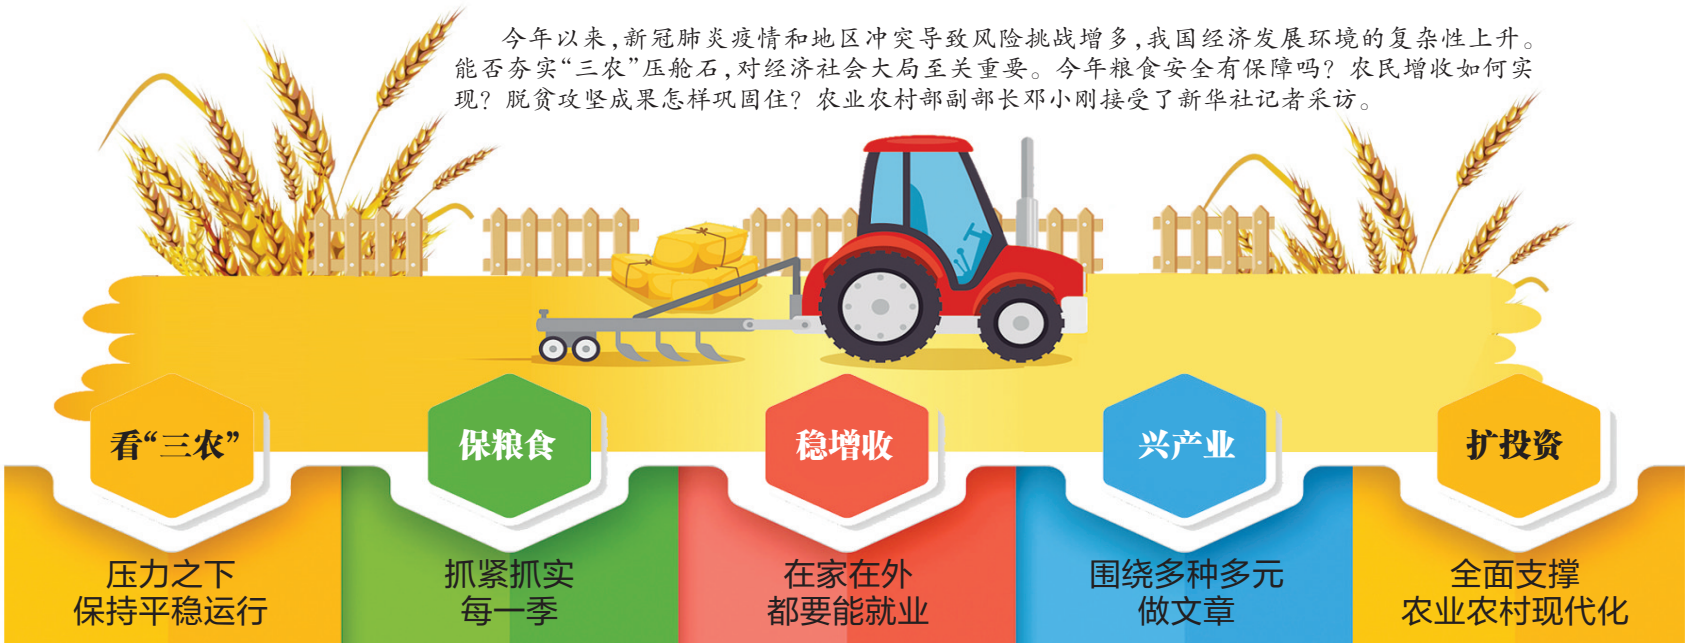 今年以来,新冠肺炎疫情和地区冲突导致风险挑战增多,我国经济发展环境的复杂性上升。
能否夯实“三农”压舱石,对经济社会大局至关重要。今年粮食安全有保障吗？农民增收如何实
现？脱贫攻坚成果怎样巩固住？农业农村部副部长邓小刚接受了新华社记者采访。
看“三农”
压力之下
保持平稳运行
保粮食
抓紧抓实
每一季
稳增收
在家在外
都要能就业
兴产业
围绕多种多元
做文章
扩投资
全面支撑
农业农村现代化